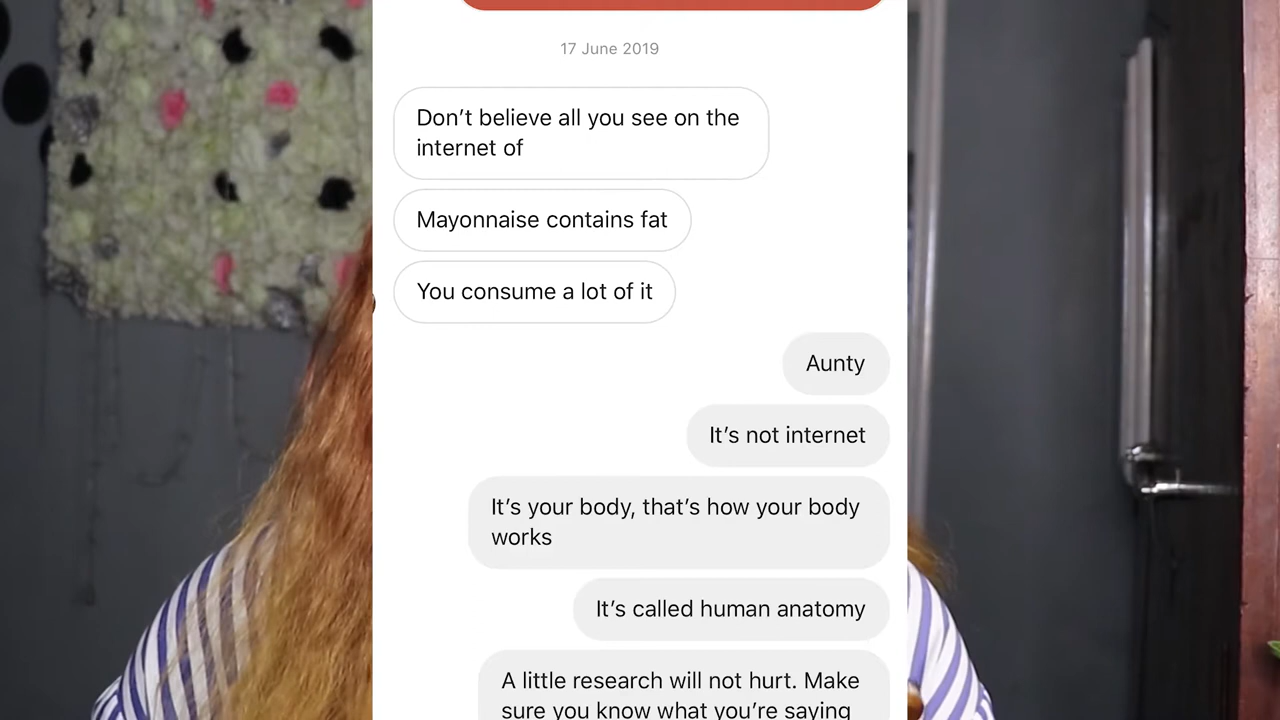 17 June 2019
Don’t believe all you see on the
internet of
Mayonnaise contains fat
You consume a lot of it
Aunty
It’s not internet
It’s your body, that’s how your body
works
It’s called human anatomy
A little research will not hurt. Make
sure you know what you’re saying